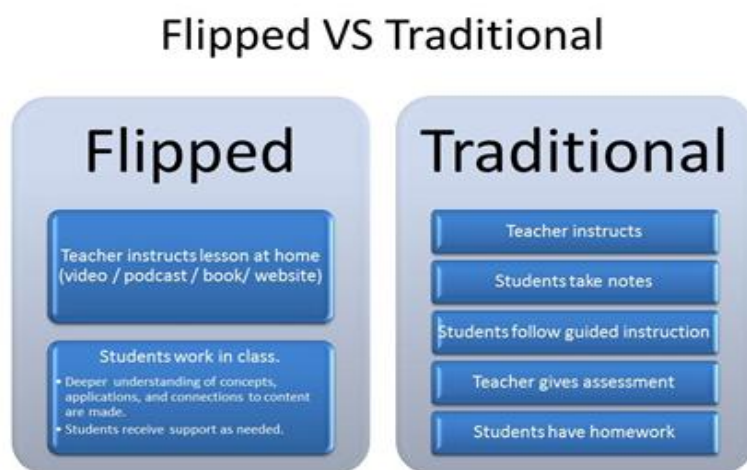 Flipped VS Traditional
Flipped
Teacher instructs lesson at home
(video / podcast / book/ website)
Students work in class.
• Deeper understanding of concepts,
applications, and connections to content
are made.
• Students receive support as needed.
Traditional
Teacher instructs
Students take notes
Students follow guided instruction
Teacher gives assessment
Students have homework